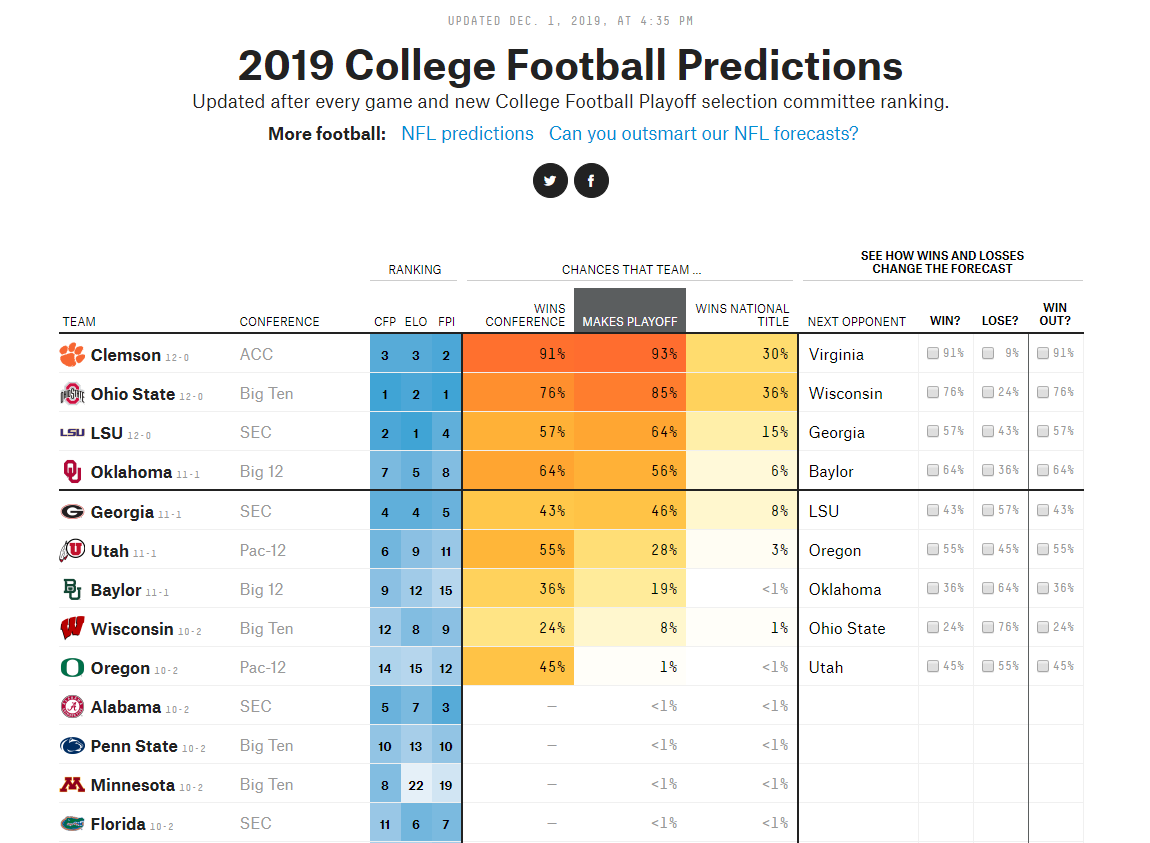 UPDATED DEC. 1, 2019, AT 4:35 PM
2019 College Football Predictions
Updated after every game and new College Football Playoff selection committee ranking.
More football: NFL predictions Can you outsmart our NFL forecasts?
SEE HOW WINS AND LOSSES
CHANGE THE FORECAST
RANKING CHANCES THAT TEAM ...
TEAM CONFERENCE CFP ELO FPI WINS CONFERENCE MAKES PLAYOFF WINS NATIONAL TITLE NEXT OPPONENT WIN? LOSE? WIN OUT?
Clemson 12-0 ACC 3 3 2 91% 93% 30% Virginia 91% 9% 91%
OHIO STATE Ohio State 12-0 Big Ten 1 2 1 76% 85% 36% Wisconsin 76% 24% 76%
LSU LSU 12-0 SEC 2 1 4 57% 64% 15% Georgia 57% 43% 57%
OU Oklahoma 11-1 Big 12 7 5 8 64% 56% 6% Baylor 64% 36% 64%
G Georgia 11-1 SEC 4 4 5 43% 46% 8% LSU 43% 57% 43%
U Utah 11-1 Pac-12 6 9 11 55% 28% 3% Oregon 55% 45% 55%
BU Baylor 11-1 Big 12 9 12 15 36% 19% <1% Oklahoma 36% 64% 36%
W Wisconsin 10-2 Big Ten 12 8 9 24% 8% 1% Ohio State 24% 76% 24%
O Oregon 10-2 Pac-12 14 15 12 45% 1% <1% Utah 45% 55% 45%
A Alabama 10-2 SEC 5 7 3 — <1% <1%
Penn State 10-2 Big Ten 10 13 10 — <1% <1%
M Minnesota 10-2 Big Ten 8 22 19 — <1% <1%
Florida 10-2 SEC 11 6 7 — <1% <1%